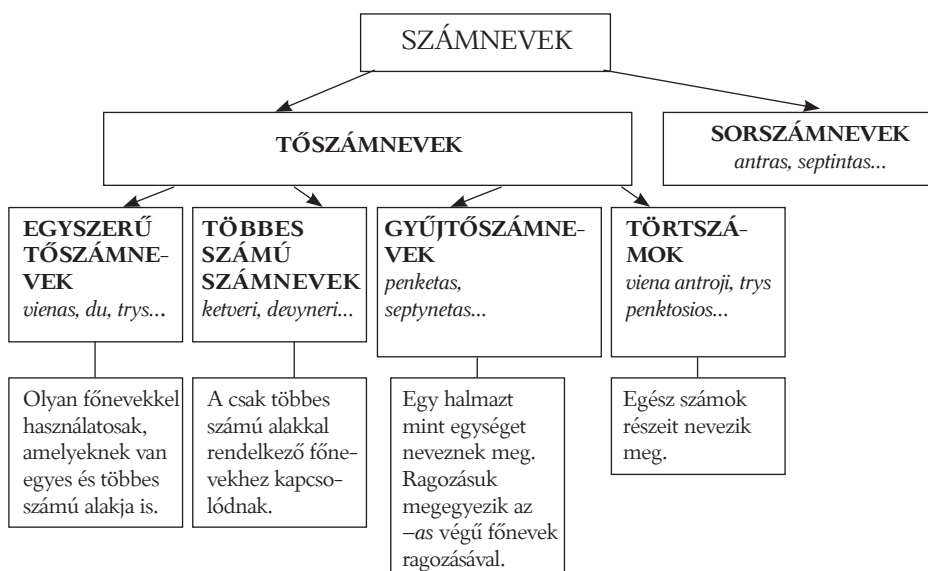 SZÁMNEVEK
TŐSZÁMNEVEK
SORSZÁMNEVEK
antras, septintas...
EGYSZERŰ
TŐSZÁMNE-
VEK
vienas, du, trys...
TÖBBES
SZÁMÚ
SZÁMNEVEK
ketveri, devyneri...
GYŰJTŐSZÁMNE-
VEK
penketas,
septynetas...
TÖRTSZÁ-
MOK
viena antroji, trys
penktosios...
Olyan főnevekkel
használatosak,
amelyeknek van
egyes és többes
számú alakja is.
A csak többes
számú alakkal
rendelkező főne-
vekhez kapcso-
lódnak.
Egy halmazt
mint egységet
neveznek meg.
Ragozásuk
megegyezik az
–as végű főnevek
ragozásával.
Egész számok
részeit nevezik
meg.